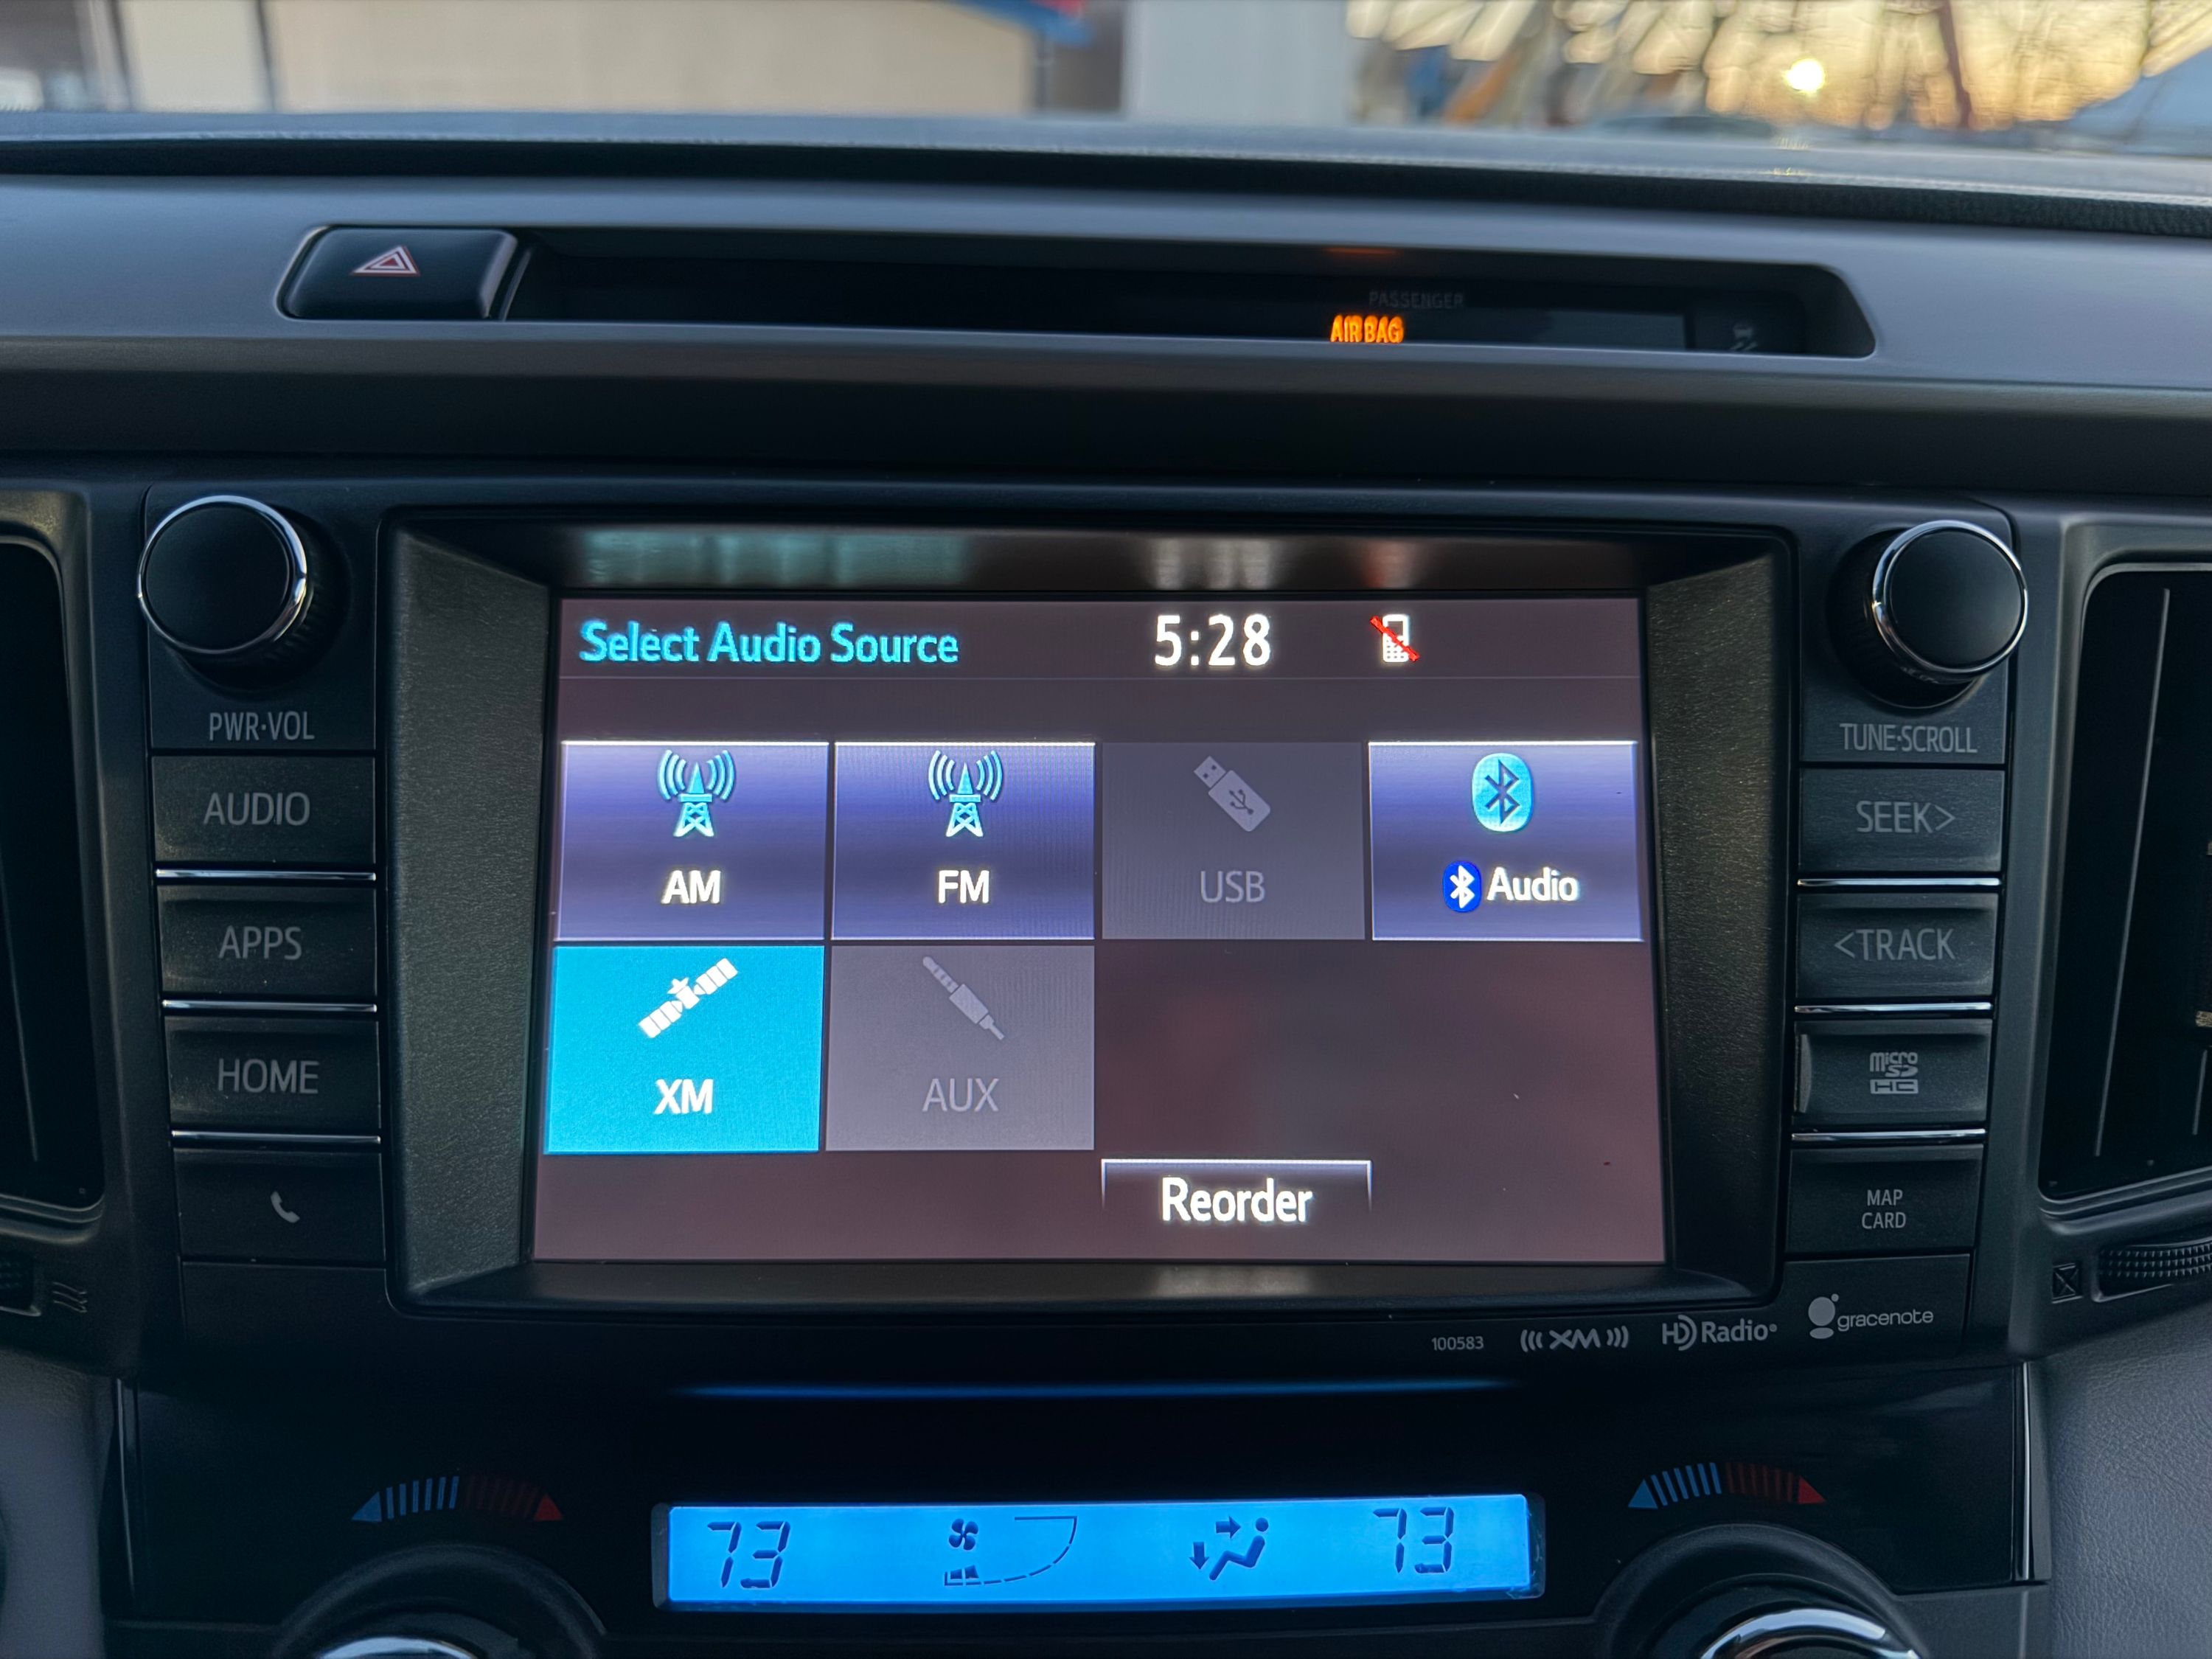 PASSENGER
AIR BAG
Select Audio Source 5:28
PWR·VOL
TUNE·SCROLL
AUDIO
SEEK>
AM FM USB Audio
APPS
<TRACK
HOME
micro
SD
HC
XM AUX
MAP
CARD
Reorder
100583 ((( XM ))) HD Radio® gracenote
73 73